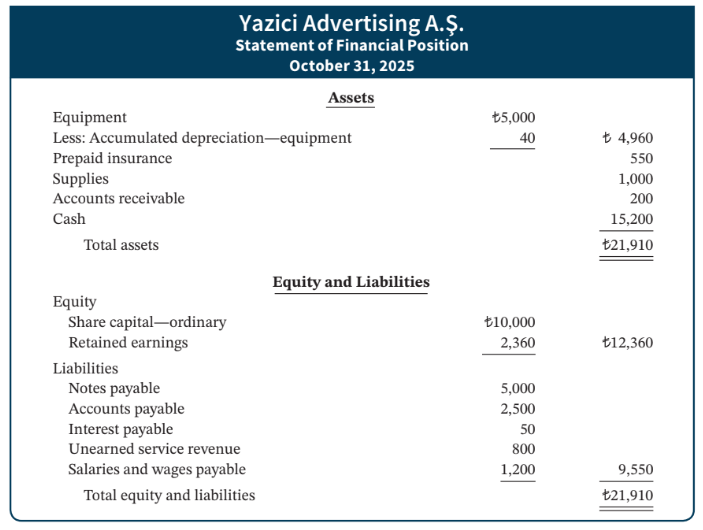 Yazici Advertising A.Ş.
Statement of Financial Position
October 31, 2025
Assets
Equipment ₺5,000
Less: Accumulated depreciation—equipment 40 ₺ 4,960
Prepaid insurance 550
Supplies 1,000
Accounts receivable 200
Cash 15,200
Total assets ₺21,910
Equity and Liabilities
Equity
Share capital—ordinary ₺10,000
Retained earnings 2,360 ₺12,360
Liabilities
Notes payable 5,000
Accounts payable 2,500
Interest payable 50
Unearned service revenue 800
Salaries and wages payable 1,200 9,550
Total equity and liabilities ₺21,910